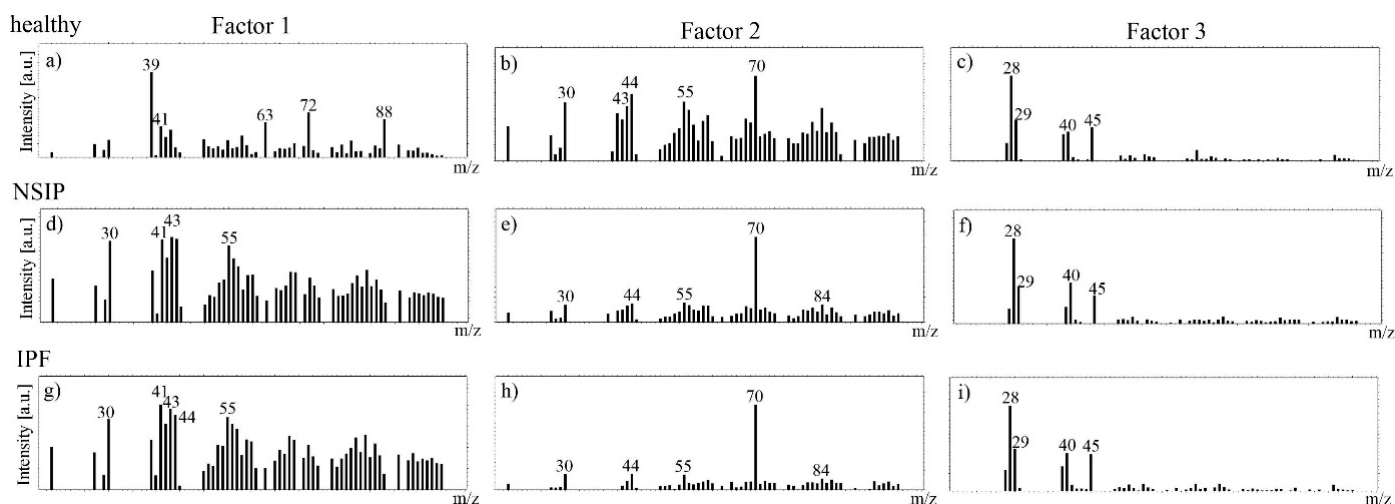 healthy
Factor 1
Factor 2
Factor 3
Intensity [a.u.]
a)
39
41
63
72
88
m/z
b)
30
43
44
55
70
m/z
c)
28
29
40
45
m/z
NSIP
Intensity [a.u.]
d)
30
41
43
55
m/z
e)
30
44
55
70
84
m/z
f)
28
29
40
45
m/z
IPF
Intensity [a.u.]
g)
30
41
43
44
55
m/z
h)
30
44
55
70
84
m/z
i)
28
29
40
45
m/z